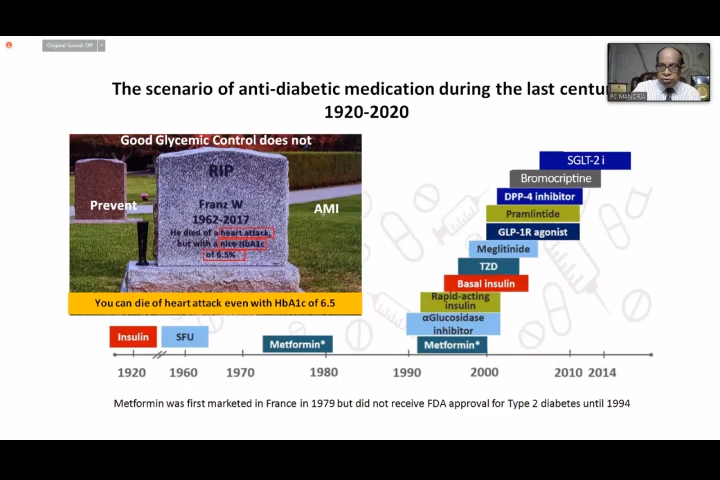 Original Sound: Off
The scenario of anti-diabetic medication during the last centu
1920-2020
PC MANORIA
Good Glycemic Control does not
RIP
Franz W
1962-2017
He died of a heart attack,
but with a nice HbA1c
of 6.5%
Prevent
AMI
You can die of heart attack even with HbA1c of 6.5
SGLT-2 i
Bromocriptine
DPP-4 inhibitor
Pramlintide
GLP-1R agonist
Meglitinide
TZD
Basal insulin
Rapid-acting
insulin
αGlucosidase
inhibitor
Insulin
SFU
Metformin*
Metformin*
1920
1960
1970
1980
1990
2000
2010
2014
Metformin was first marketed in France in 1979 but did not receive FDA approval for Type 2 diabetes until 1994